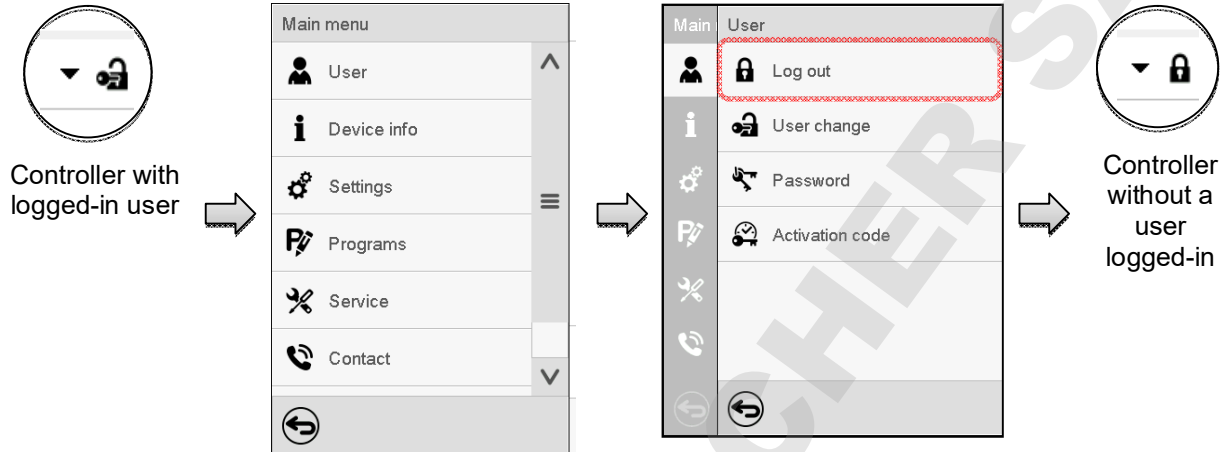 Controller with
logged-in user
Main menu
User
Device info
Settings
Programs
Service
Contact
Main
User
Log out
User change
Password
Activation code
Controller
without a
user
logged-in